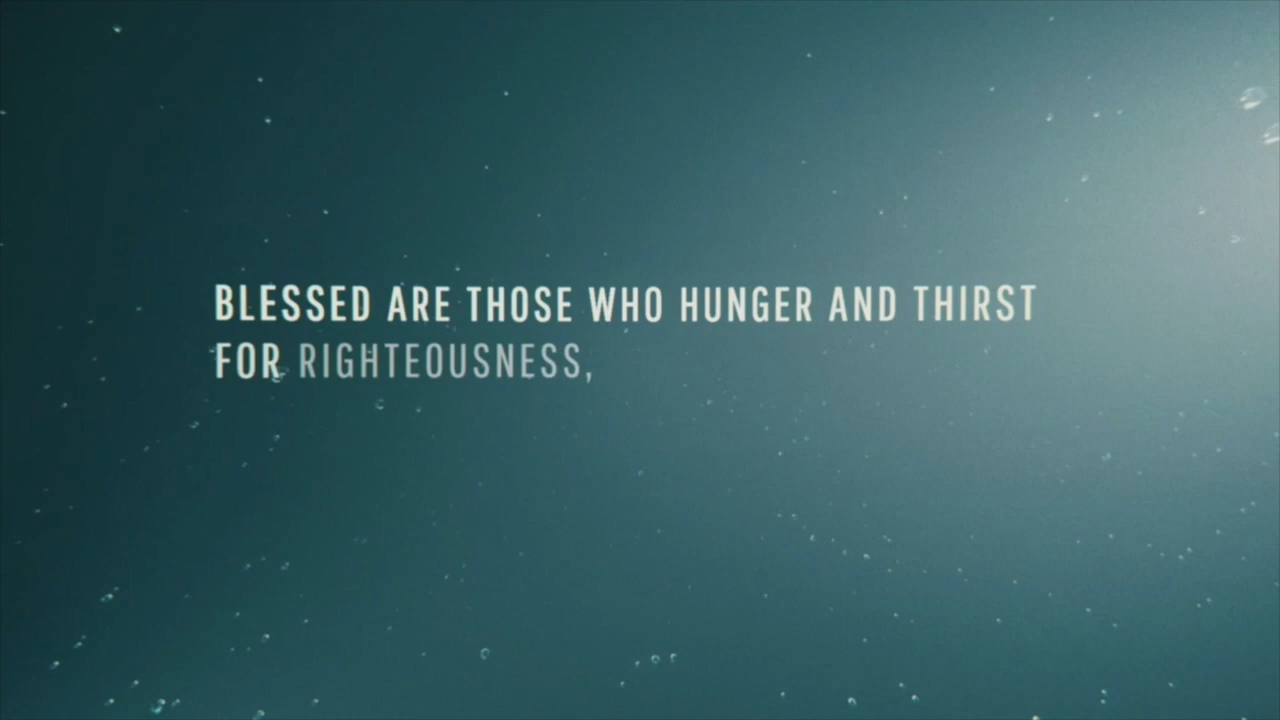 BLESSED ARE THOSE WHO HUNGER AND THIRST
FOR RIGHTEOUSNESS,